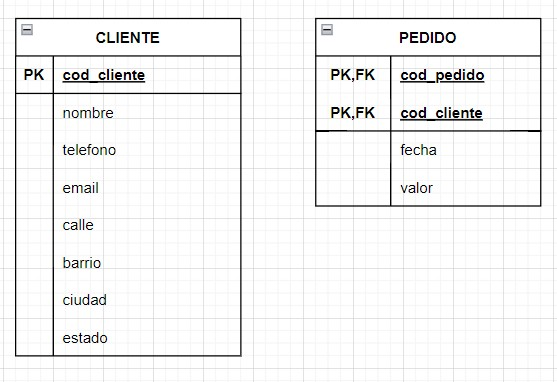 CLIENTE
PK cod_cliente
nombre
telefono
email
calle
barrio
ciudad
estado
PEDIDO
PK,FK cod_pedido
PK,FK cod_cliente
fecha
valor